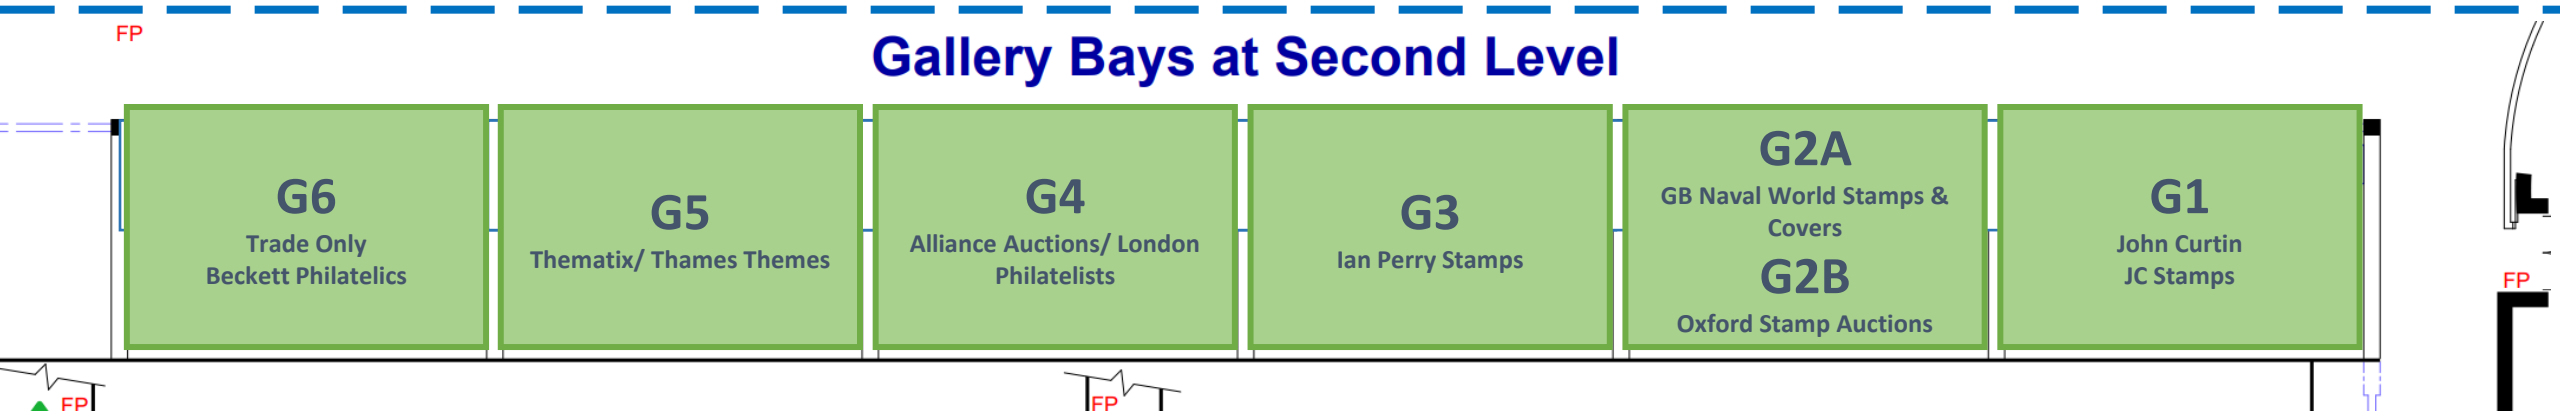 FP
Gallery Bays at Second Level
G6
Trade Only
Beckett Philatelics
G5
Thematix/ Thames Themes
G4
Alliance Auctions/ London
Philatelists
G3
Ian Perry Stamps
G2A
GB Naval World Stamps &
Covers
G2B
Oxford Stamp Auctions
G1
John Curtin
JC Stamps
FP
FP
FP